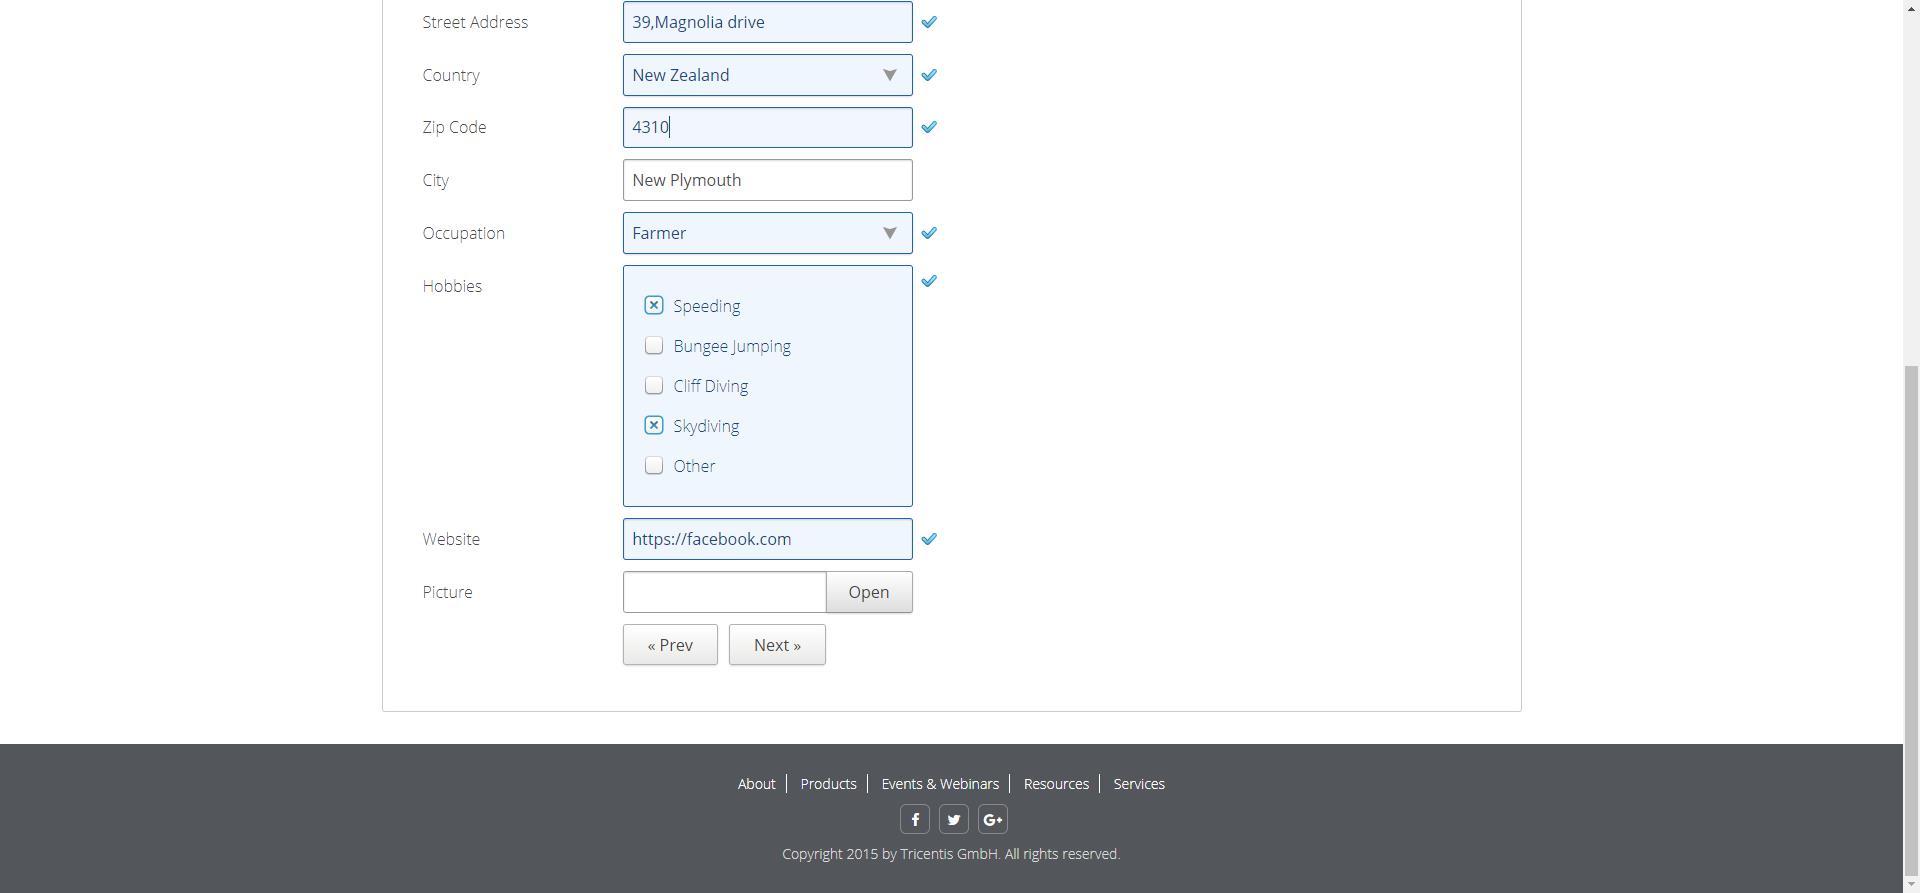 Street Address 39,Magnolia drive
Country New Zealand
Zip Code 4310
City New Plymouth
Occupation Farmer
Hobbies
Speeding
Bungee Jumping
Cliff Diving
Skydiving
Other
Website https://facebook.com
Picture Open
« Prev Next »
About Products Events & Webinars Resources Services
f G+
Copyright 2015 by Tricentis GmbH. All rights reserved.